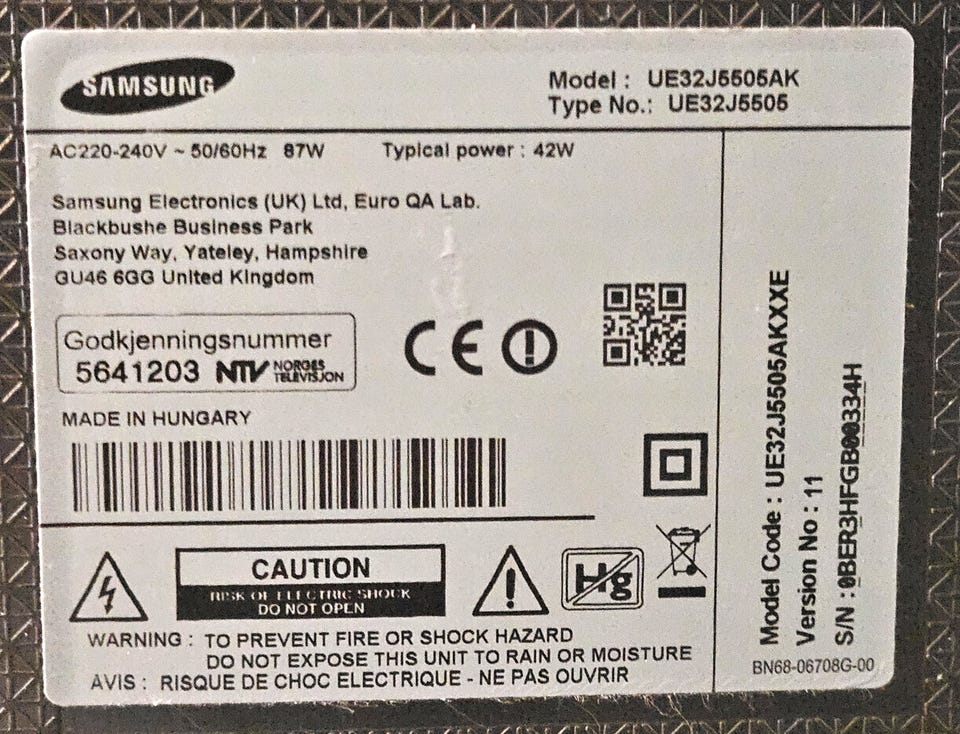 SAMSUNG
Model : UE32J5505AK
Type No.: UE32J5505
AC220-240V ~ 50/60Hz 87W Typical power : 42W
Samsung Electronics (UK) Ltd, Euro QA Lab.
Blackbushe Business Park
Saxony Way, Yateley, Hampshire
GU46 6GG United Kingdom
Godkjenningsnummer
5641203 NTV NORGES
TELEVISJON
CE
MADE IN HUNGARY
CAUTION
RISK OF ELECTRIC SHOCK
DO NOT OPEN
Hg
WARNING : TO PREVENT FIRE OR SHOCK HAZARD
DO NOT EXPOSE THIS UNIT TO RAIN OR MOISTURE
AVIS : RISQUE DE CHOC ELECTRIQUE - NE PAS OUVRIR
Model Code : UE32J5505AKXXE
Version No : 11
S/N : 0BER3HFGB00334H
BN68-06708G-00